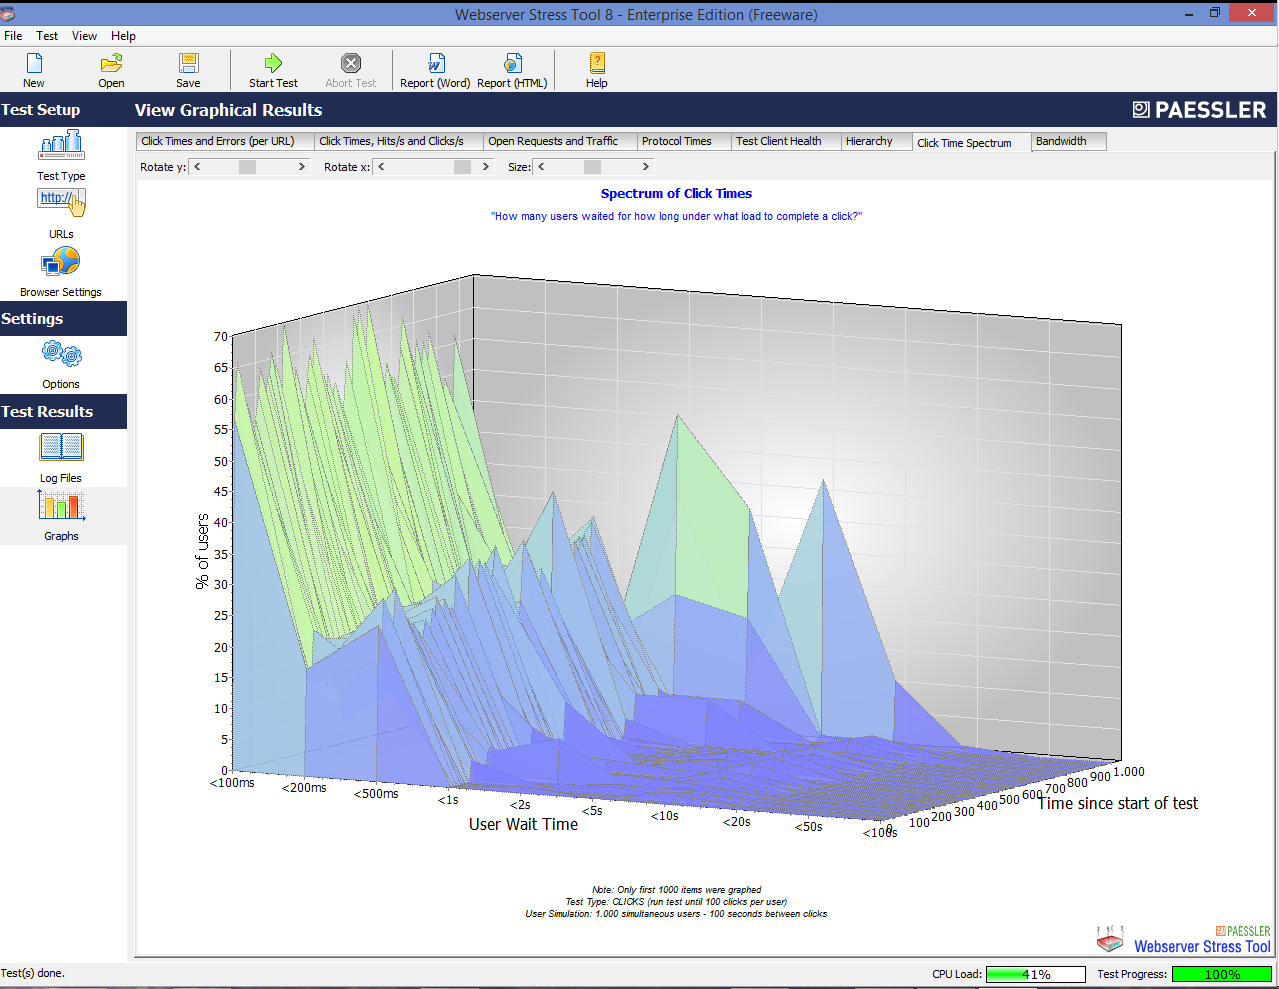 Webserver Stress Tool 8 - Enterprise Edition (Freeware)
File Test View Help
New Open Save Start Test Abort Test Report (Word) Report (HTML) Help
Test Setup
View Graphical Results
PAESSLER
Click Times and Errors (per URL) Click Times, Hits/s and Clicks/s Open Requests and Traffic Protocol Times Test Client Health Hierarchy Click Time Spectrum Bandwidth
Rotate y: Rotate x: Size:
Test Type
http://
URLs
Browser Settings
Settings
Options
Test Results
Log Files
Graphs
Spectrum of Click Times
"How many users waited for how long under what load to complete a click?"
70
65
60
55
50
45
40
35
30
25
20
15
10
5
0
% of users
<100ms <200ms <500ms <1s <2s <5s <10s <20s <50s <100s
User Wait Time
0 100 200 300 400 500 600 700 800 900 1.000
Time since start of test
Note: Only first 1000 items were graphed
Test Type: CLICKS (run test until 100 clicks per user)
User Simulation: 1.000 simultaneous users - 100 seconds between clicks
PAESSLER
Webserver Stress Tool
Test(s) done.
CPU Load: 41% Test Progress: 100%